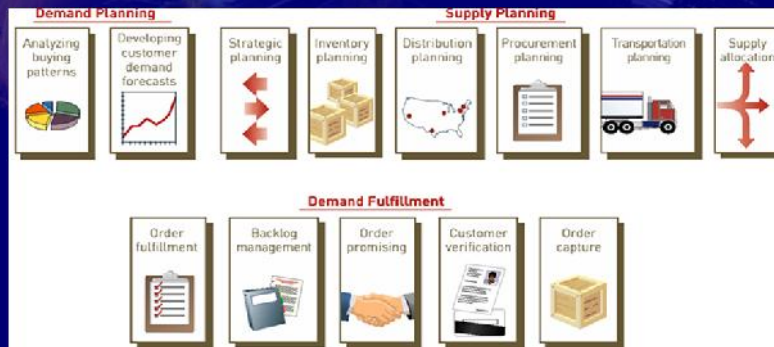 Demand Planning
Supply Planning
Analyzing
buying
patterns
Developing
customer
demand
forecasts
Strategic
planning
Inventory
planning
Distribution
planning
Procurement
planning
Transportation
planning
Supply
allocation
Demand Fulfillment
Order
fulfillment
Backlog
management
Order
promising
Customer
verification
Order
capture